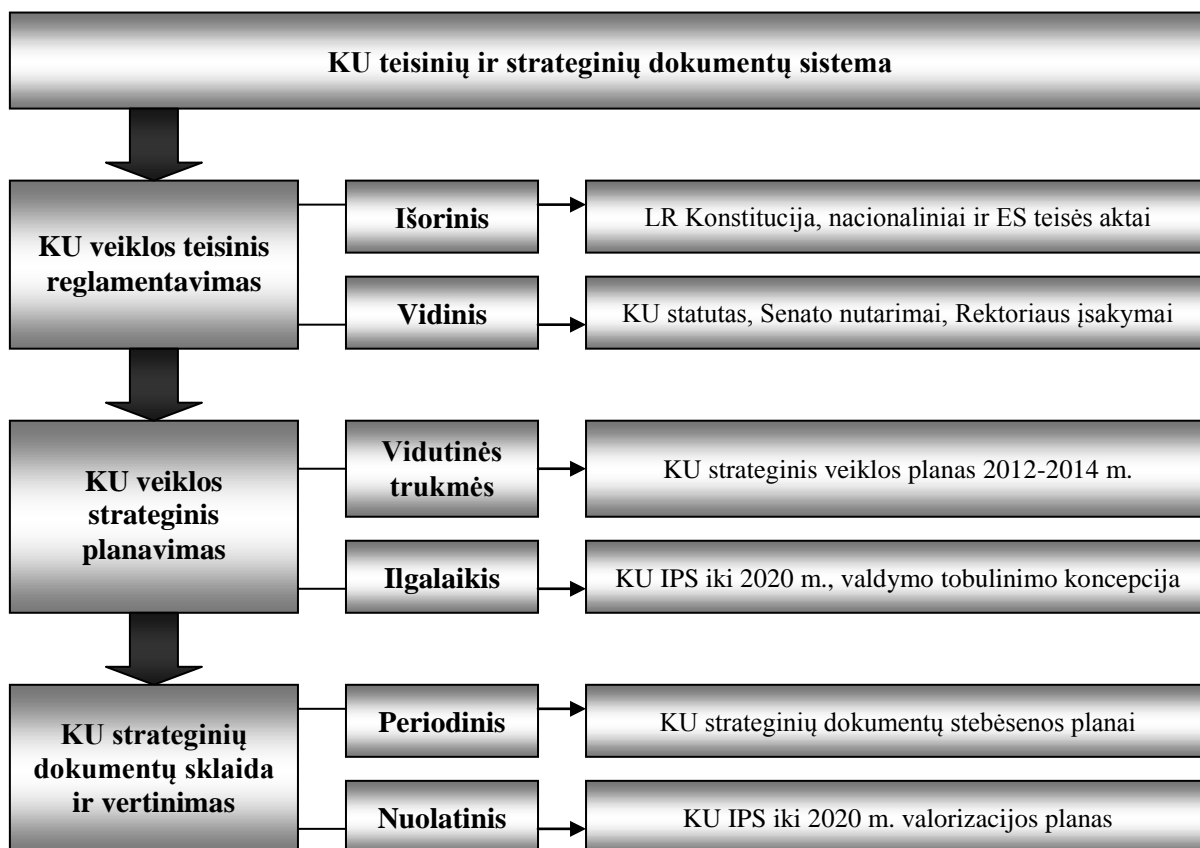 KU teisinių ir strateginių dokumentų sistema
KU veiklos teisinis
reglamentavimas
Išorinis
LR Konstitucija, nacionaliniai ir ES teisės aktai
Vidinis
KU statutas, Senato nutarimai, Rektoriaus įsakymai
KU veiklos
strateginis
planavimas
Vidutinės
trukmės
KU strateginis veiklos planas 2012-2014 m.
Ilgalaikis
KU IPS iki 2020 m., valdymo tobulinimo koncepcija
KU strateginių
dokumentų sklaida
ir vertinimas
Periodinis
KU strateginių dokumentų stebėsenos planai
Nuolatinis
KU IPS iki 2020 m. valorizacijos planas